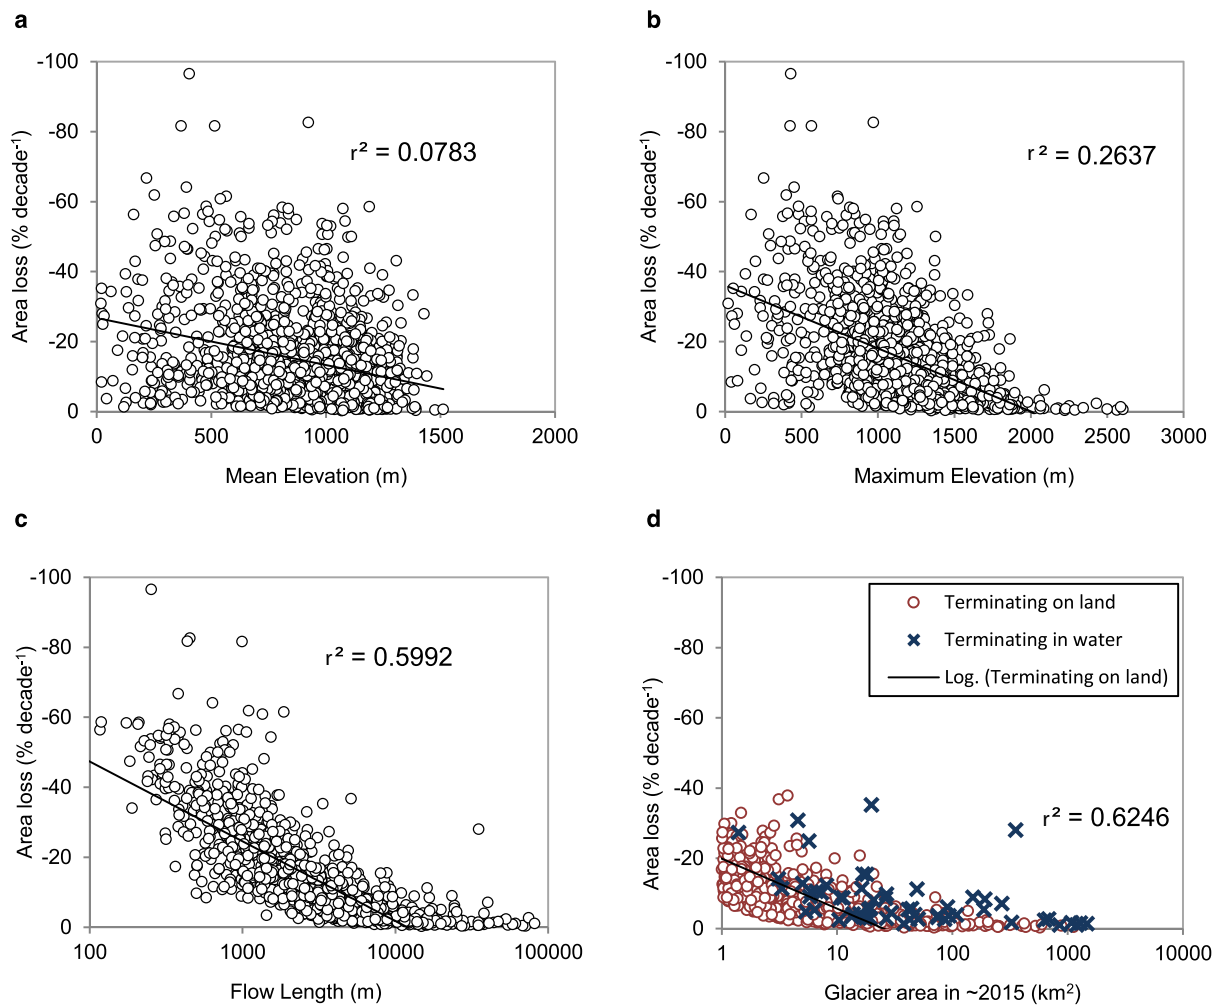 a
b
-100
-80
-60
-40
-20
0
Area loss (% decade⁻¹)
r² = 0.0783
0 500 1000 1500 2000
Mean Elevation (m)
-100
-80
-60
-40
-20
0
Area loss (% decade⁻¹)
r² = 0.2637
0 500 1000 1500 2000 2500 3000
Maximum Elevation (m)
c
d
-100
-80
-60
-40
-20
0
Area loss (% decade⁻¹)
r² = 0.5992
100 1000 10000 100000
Flow Length (m)
-100
-80
-60
-40
-20
0
Area loss (% decade⁻¹)
Terminating on land
Terminating in water
Log. (Terminating on land)
r² = 0.6246
1 10 100 1000 10000
Glacier area in ~2015 (km²)